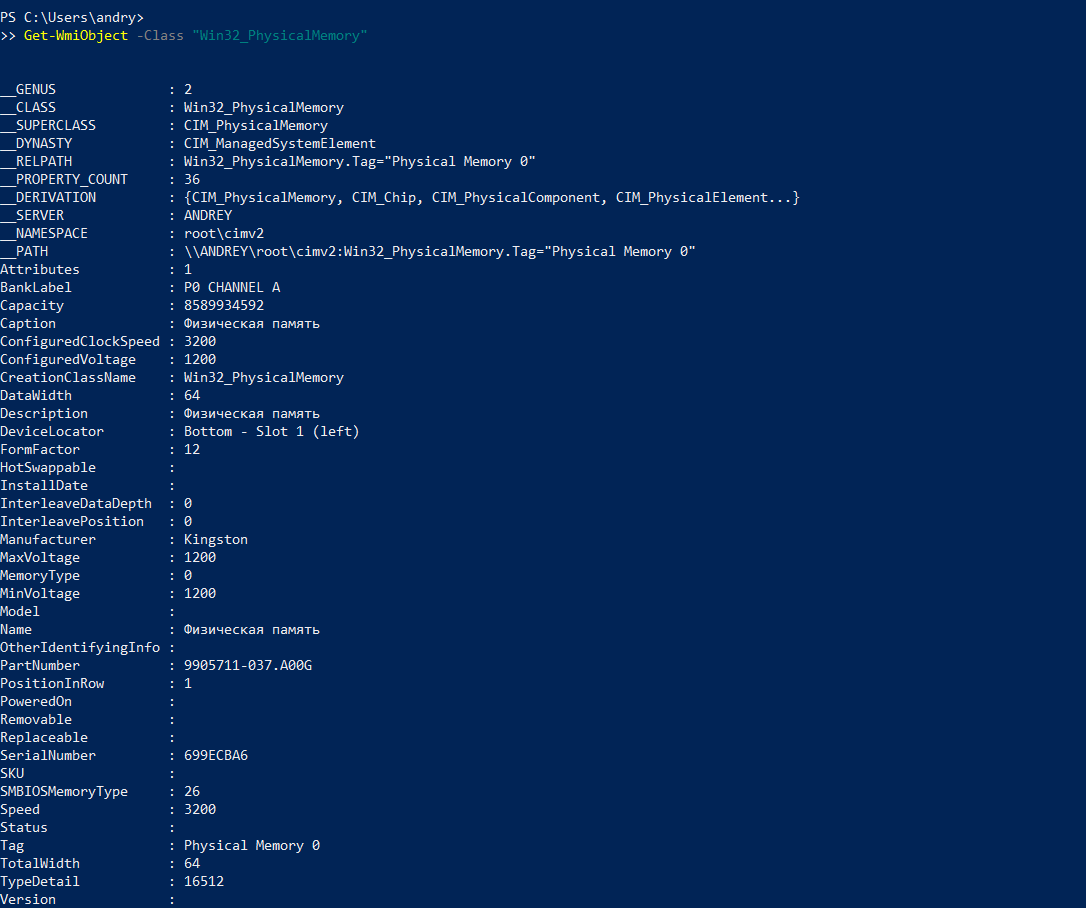 PS C:\Users\andry>
>> Get-WmiObject -Class "Win32_PhysicalMemory"
__GENUS : 2
__CLASS : Win32_PhysicalMemory
__SUPERCLASS : CIM_PhysicalMemory
__DYNASTY : CIM_ManagedSystemElement
__RELPATH : Win32_PhysicalMemory.Tag="Physical Memory 0"
__PROPERTY_COUNT : 36
__DERIVATION : {CIM_PhysicalMemory, CIM_Chip, CIM_PhysicalComponent, CIM_PhysicalElement...}
__SERVER : ANDREY
__NAMESPACE : root\cimv2
__PATH : \\ANDREY\root\cimv2:Win32_PhysicalMemory.Tag="Physical Memory 0"
Attributes : 1
BankLabel : P0 CHANNEL A
Capacity : 8589934592
Caption : Физическая память
ConfiguredClockSpeed : 3200
ConfiguredVoltage : 1200
CreationClassName : Win32_PhysicalMemory
DataWidth : 64
Description : Физическая память
DeviceLocator : Bottom - Slot 1 (left)
FormFactor : 12
HotSwappable :
InstallDate :
InterleaveDataDepth : 0
InterleavePosition : 0
Manufacturer : Kingston
MaxVoltage : 1200
MemoryType : 0
MinVoltage : 1200
Model :
Name : Физическая память
OtherIdentifyingInfo :
PartNumber : 9905711-037.A00G
PositionInRow : 1
PoweredOn :
Removable :
Replaceable :
SerialNumber : 699ECBA6
SKU :
SMBIOSMemoryType : 26
Speed : 3200
Status :
Tag : Physical Memory 0
TotalWidth : 64
TypeDetail : 16512
Version :